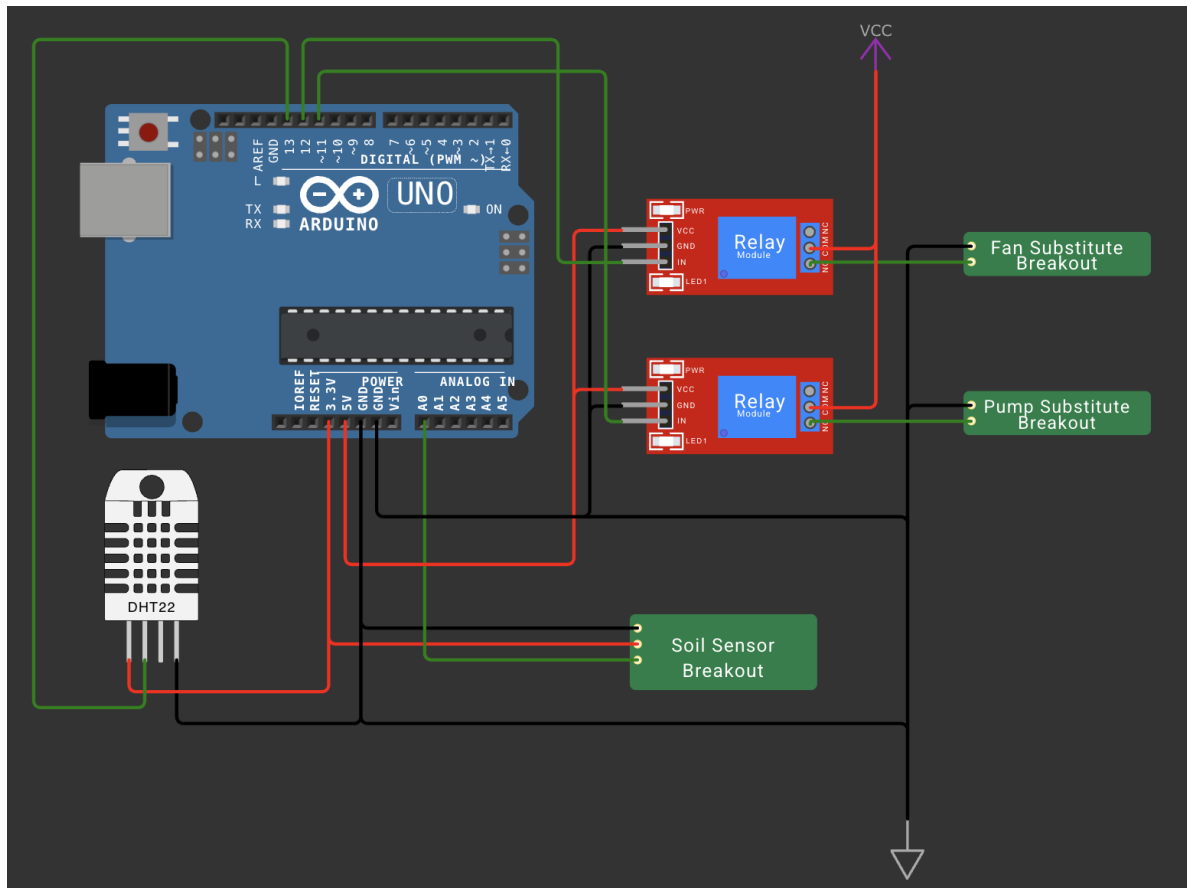 VCC
AREF
GND
13
12
~11
~10
~9
8
7
~6
~5
4
~3
2
TX→1
RX←0
DIGITAL (PWM ~)
L
TX
RX
UNO
ARDUINO
ON
IOREF
RESET
3.3V
5V
GND
GND
Vin
POWER
ANALOG IN
A0
A1
A2
A3
A4
A5
PWR
VCC
GND
IN
LED1
Relay
Module
NC
COM
NO
Fan Substitute
Breakout
PWR
VCC
GND
IN
LED1
Relay
Module
NC
COM
NO
Pump Substitute
Breakout
DHT22
Soil Sensor
Breakout